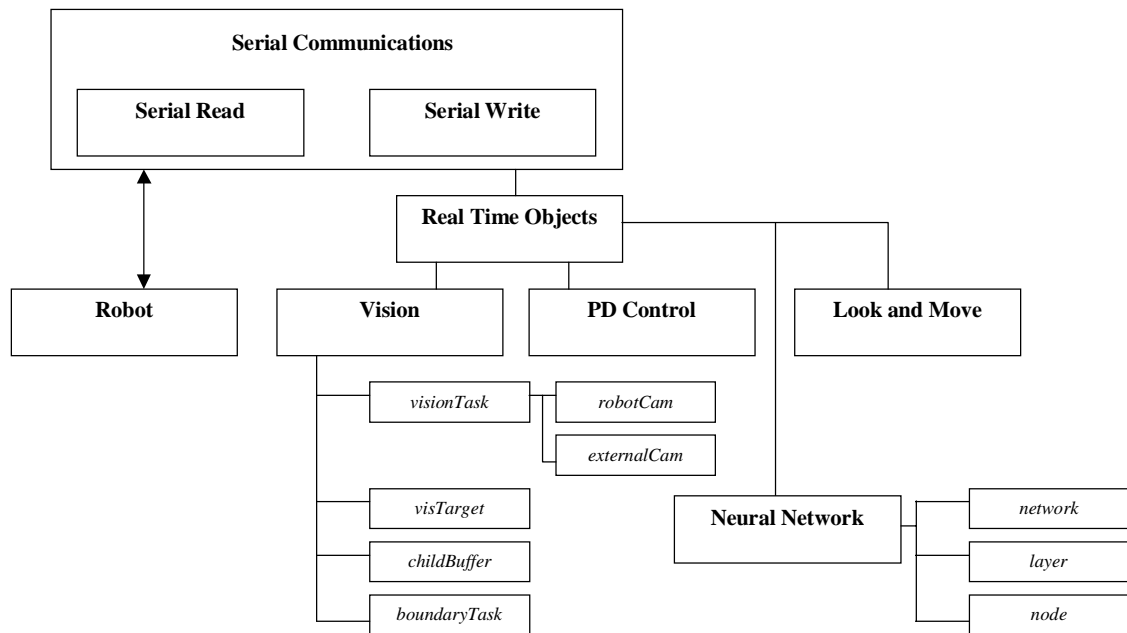 Serial Communications
Serial Read
Serial Write
Real Time Objects
Robot
Vision
PD Control
Look and Move
visionTask
robotCam
externalCam
visTarget
Neural Network
network
childBuffer
layer
boundaryTask
node